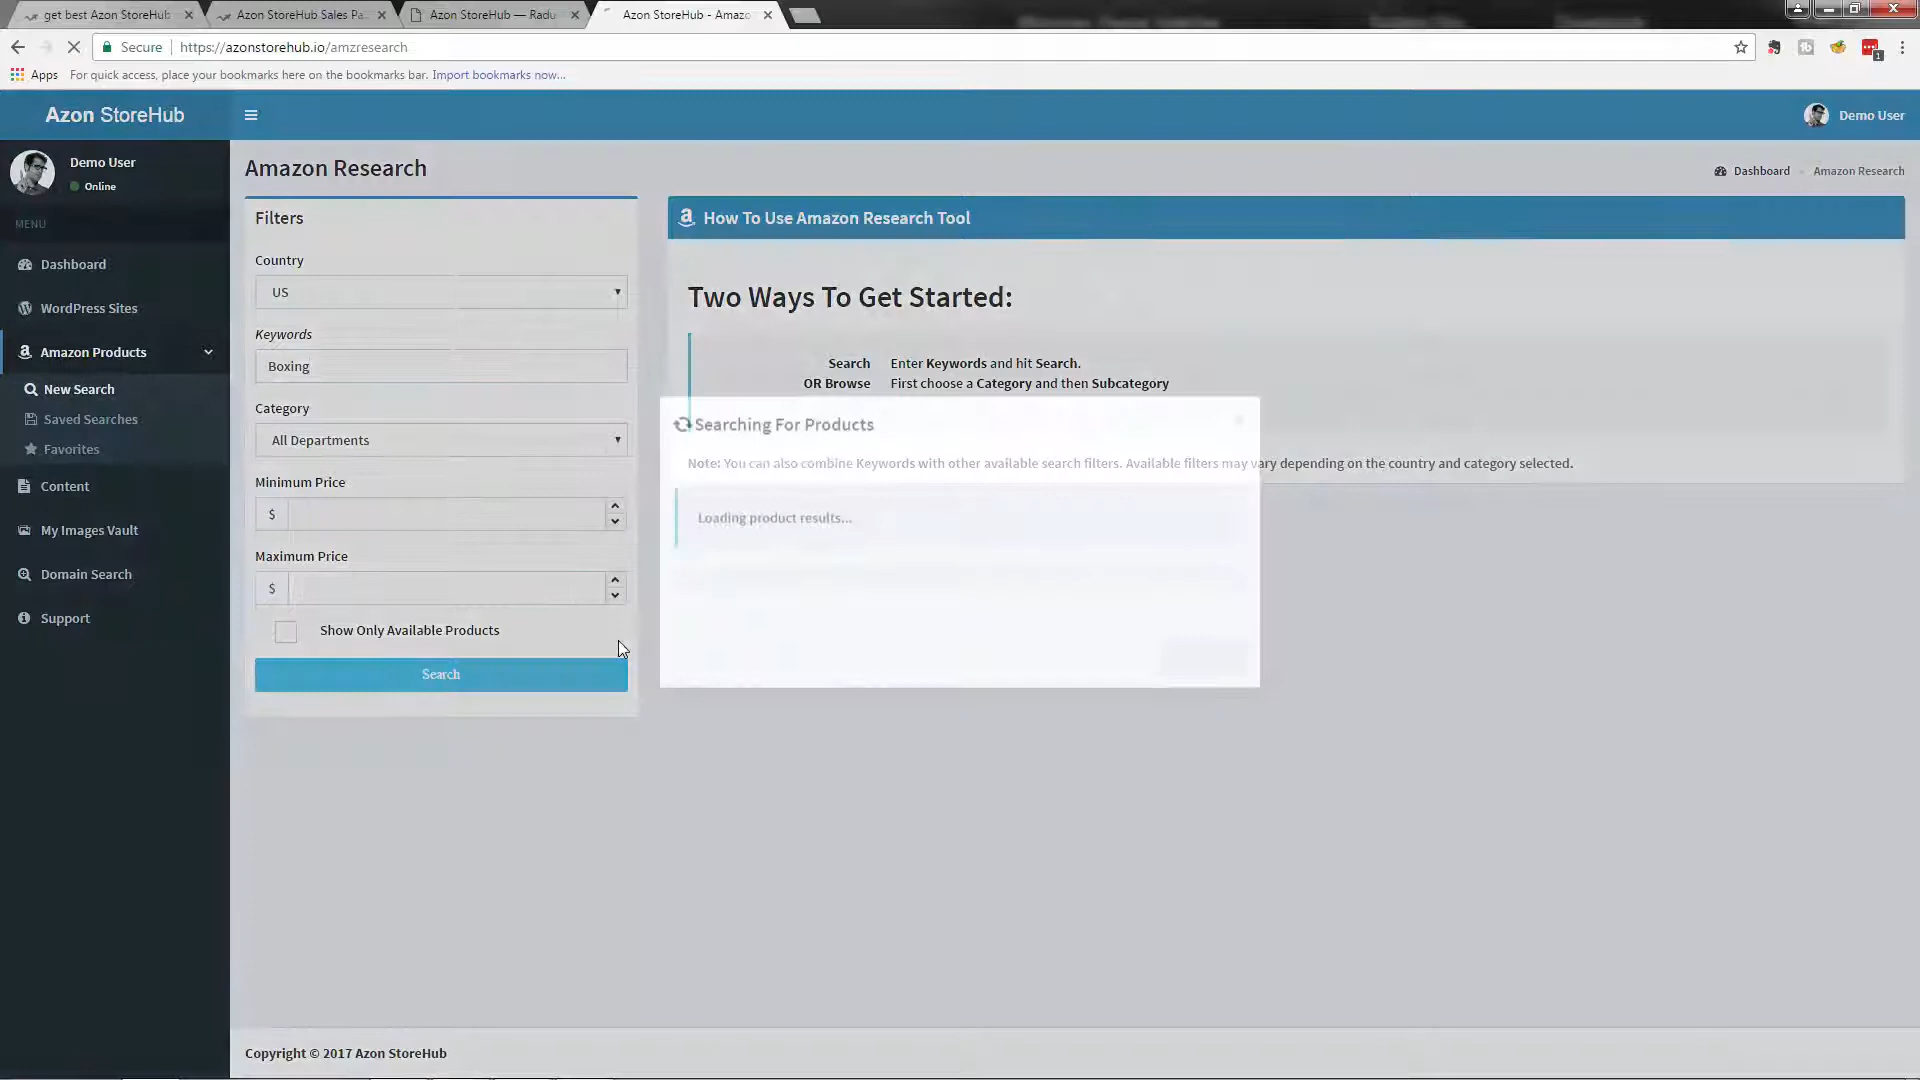 get best Azon StoreHub
Azon StoreHub Sales Pa
Azon StoreHub — Radu
Azon StoreHub - Amazo
Secure
https://azonstorehub.io/amzresearch
Apps
For quick access, place your bookmarks here on the bookmarks bar. Import bookmarks now...
Azon StoreHub
Demo User
Demo User
Online
MENU
Dashboard
WordPress Sites
Amazon Products
New Search
Saved Searches
Favorites
Content
My Images Vault
Domain Search
Support
Amazon Research
Dashboard
Amazon Research
Filters
Country
US
Keywords
Boxing
Category
All Departments
Minimum Price
$
Maximum Price
$
Show Only Available Products
Search
How To Use Amazon Research Tool
Two Ways To Get Started:
Search Enter Keywords and hit Search.
OR Browse First choose a Category and then Subcategory
Searching For Products
Note: You can also combine Keywords with other available search filters. Available filters may vary depending on the country and category selected.
Loading product results...
Copyright © 2017 Azon StoreHub